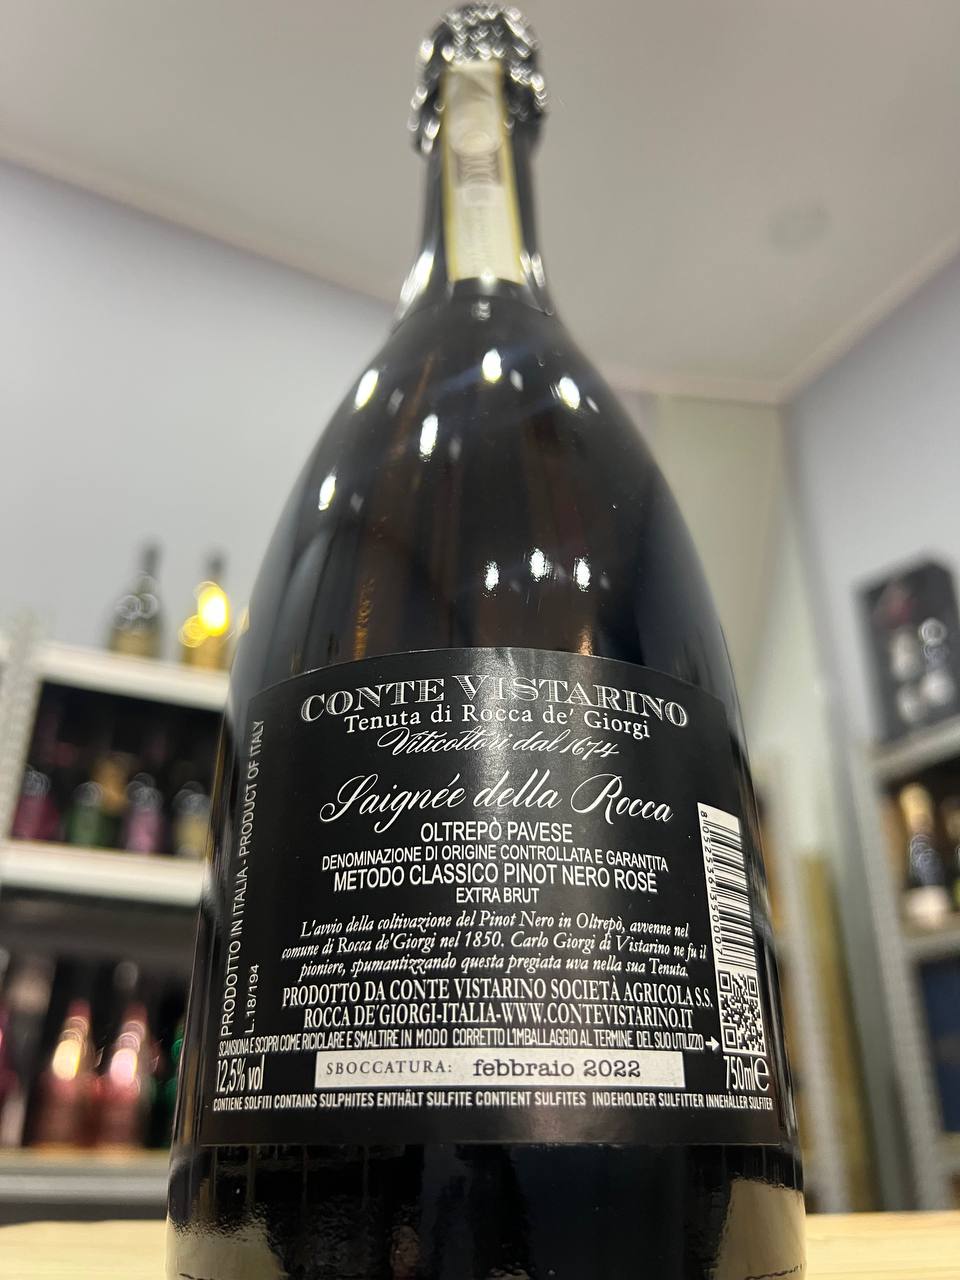 CONTE VISTARINO
Tenuta di Rocca de' Giorgi
Viticoltori dal 1674
Saignée della Rocca
OLTREPÒ PAVESE
DENOMINAZIONE DI ORIGINE CONTROLLATA E GARANTITA
METODO CLASSICO PINOT NERO ROSÉ
EXTRA BRUT
L'avvio della coltivazione del Pinot Nero in Oltrepò, avvenne nel
comune di Rocca de'Giorgi nel 1850. Carlo Giorgi di Vistarino ne fu il
pioniere, spumantizzando questa pregiata uva nella sua Tenuta.
PRODOTTO DA CONTE VISTARINO SOCIETÀ AGRICOLA S.S.
ROCCA DE'GIORGI-ITALIA-WWW.CONTEVISTARINO.IT
SCANSIONA E SCOPRI COME RICICLARE E SMALTIRE IN MODO CORRETTO L'IMBALLAGGIO AL TERMINE DEL SUO UTILIZZO
12,5% vol
SBOCCATURA: febbraio 2022
750ml e
CONTIENE SOLFITI CONTAINS SULPHITES ENTHÄLT SULFITE CONTIENT SULFITES INDEHOLDER SULFITTER INNEHÅLLER SULFITER
PRODOTTO IN ITALIA - PRODUCT OF ITALY
L.18/194
8 052536 350007